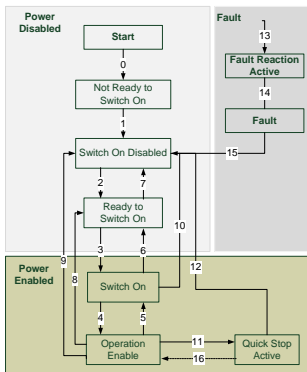 Power
Disabled
Start
0
Not Ready to
Switch On
1
Switch On Disabled
2
7
Ready to
Switch On
3
6
10
9
8
12
Power
Enabled
Switch On
4
5
Operation
Enable
11
16
Quick Stop
Active
Fault
13
Fault Reaction
Active
14
Fault
15